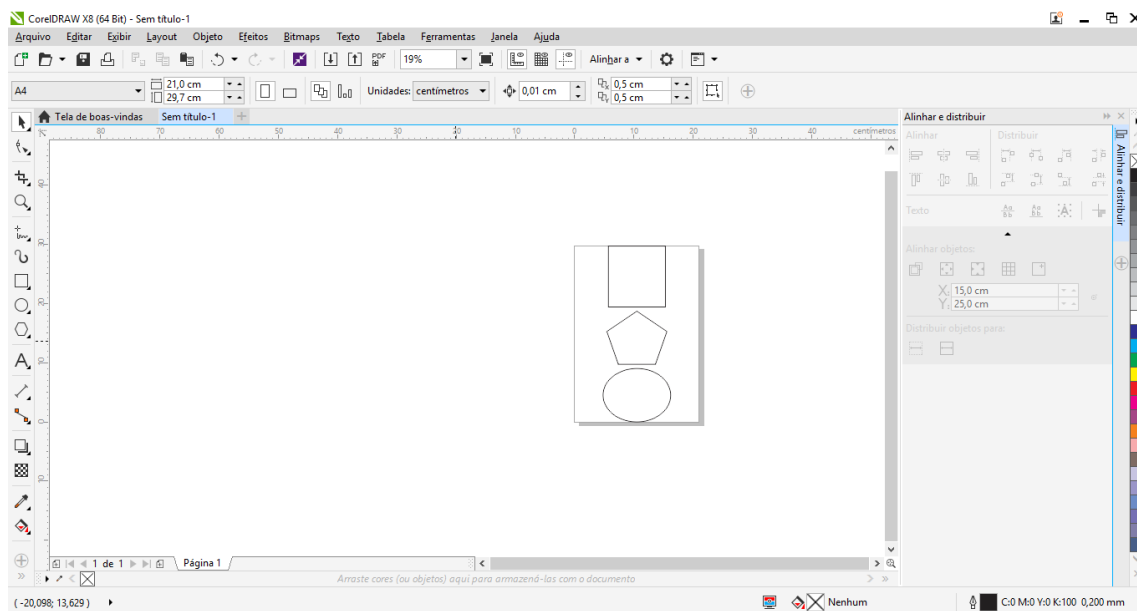 CorelDRAW X8 (64 Bit) - Sem título-1
Arquivo Editar Exibir Layout Objeto Efeitos Bitmaps Texto Tabela Ferramentas Janela Ajuda
PDF 19% Alinhar a
A4 21,0 cm 29,7 cm Unidades: centímetros 0,01 cm 0,5 cm 0,5 cm
Tela de boas-vindas Sem título-1
80 70 60 50 40 30 20 10 0 10 20 30 40 centímetros
Alinhar e distribuir
Alinhar Distribuir
Alinhar e distribuir
Texto
Alinhar objetos:
X: 15,0 cm
Y: 25,0 cm
Distribuir objetos para:
1 de 1 Página 1
Arraste cores (ou objetos) aqui para armazená-las com o documento
( -20,098; 13,629 ) Nenhum C:0 M:0 Y:0 K:100 0,200 mm